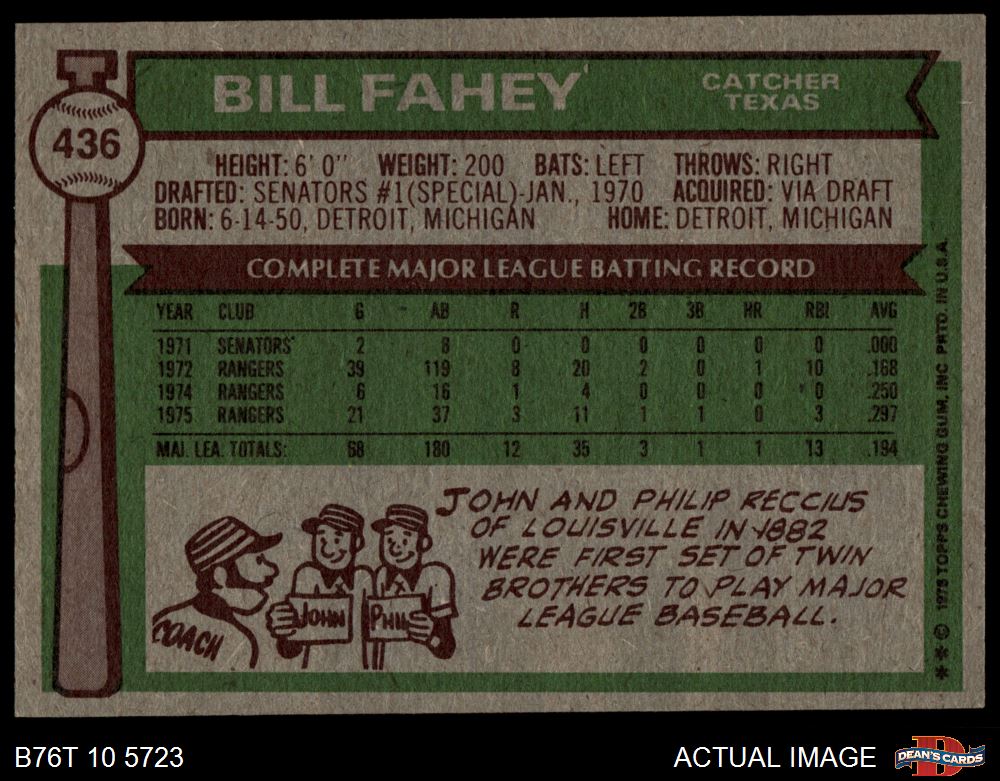 436
BILL FAHEY
CATCHER
TEXAS
HEIGHT: 6' 0" WEIGHT: 200 BATS: LEFT THROWS: RIGHT
DRAFTED: SENATORS #1(SPECIAL)-JAN., 1970 ACQUIRED: VIA DRAFT
BORN: 6-14-50, DETROIT, MICHIGAN HOME: DETROIT, MICHIGAN
COMPLETE MAJOR LEAGUE BATTING RECORD
YEAR CLUB G AB R H 2B 3B HR RBI AVG
1971 SENATORS 2 8 0 0 0 0 0 0 .000
1972 RANGERS 39 119 8 20 2 0 1 10 .168
1974 RANGERS 6 16 1 4 0 0 0 0 .250
1975 RANGERS 21 37 3 11 1 1 0 3 .297
MAJ. LEA. TOTALS: 68 180 12 35 3 1 1 13 .194
JOHN AND PHILIP RECCIUS
OF LOUISVILLE IN 1882
WERE FIRST SET OF TWIN
BROTHERS TO PLAY MAJOR
LEAGUE BASEBALL.
COACH
JOHN
PHIL
* * © 1976 TOPPS CHEWING GUM, INC PRTD. IN U.S.A.
B76T 10 5723
ACTUAL IMAGE
D
DEAN'S CARDS